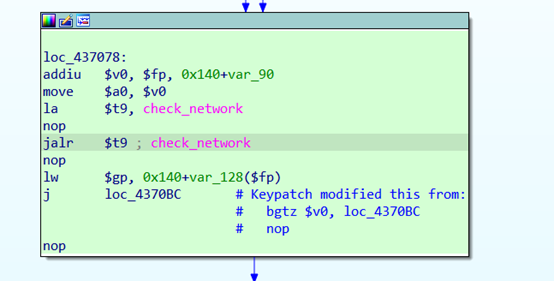 loc_437078:
addiu $v0, $fp, 0x140+var_90
move $a0, $v0
la $t9, check_network
nop
jalr $t9 ; check_network
nop
lw $gp, 0x140+var_128($fp)
j loc_4370BC # Keypatch modified this from:
# bgtz $v0, loc_4370BC
# nop
nop